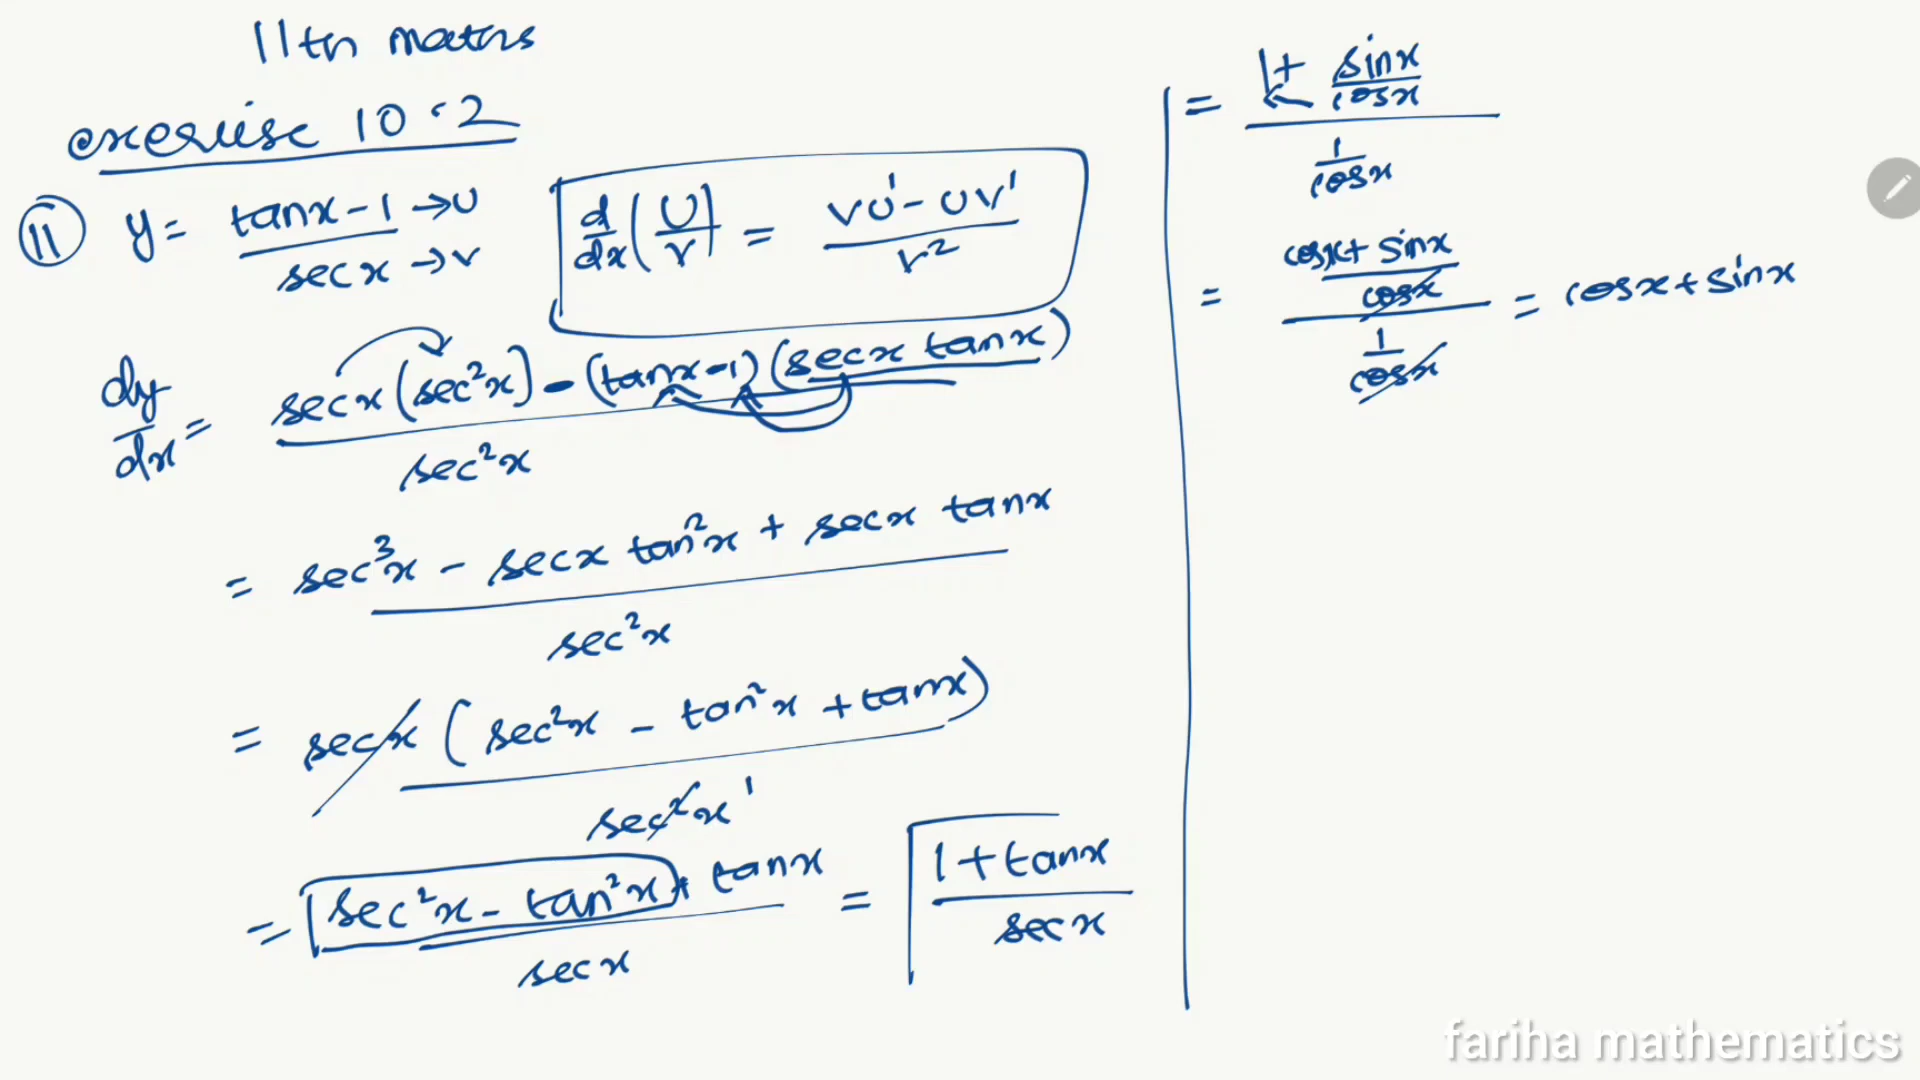 11th maths
exercise 10.2
11 y = (tanx - 1 → U)/(secx → v)
d/dx (U/v) = (vU' - Uv')/v²
dy/dx = (secx (sec²x) - (tanx - 1) (secx tanx))/sec²x
= (sec³x - secx tan²x + secx tanx)/sec²x
= secx (sec²x - tan²x + tanx)/sec²x 1
= (sec²x - tan²x + tanx)/secx = (1 + tanx)/secx
= (1 + sinx/cosx)/(1/cosx)
= ((cosx + sinx)/cosx)/(1/cosx) = cosx + sinx
fariha mathematics